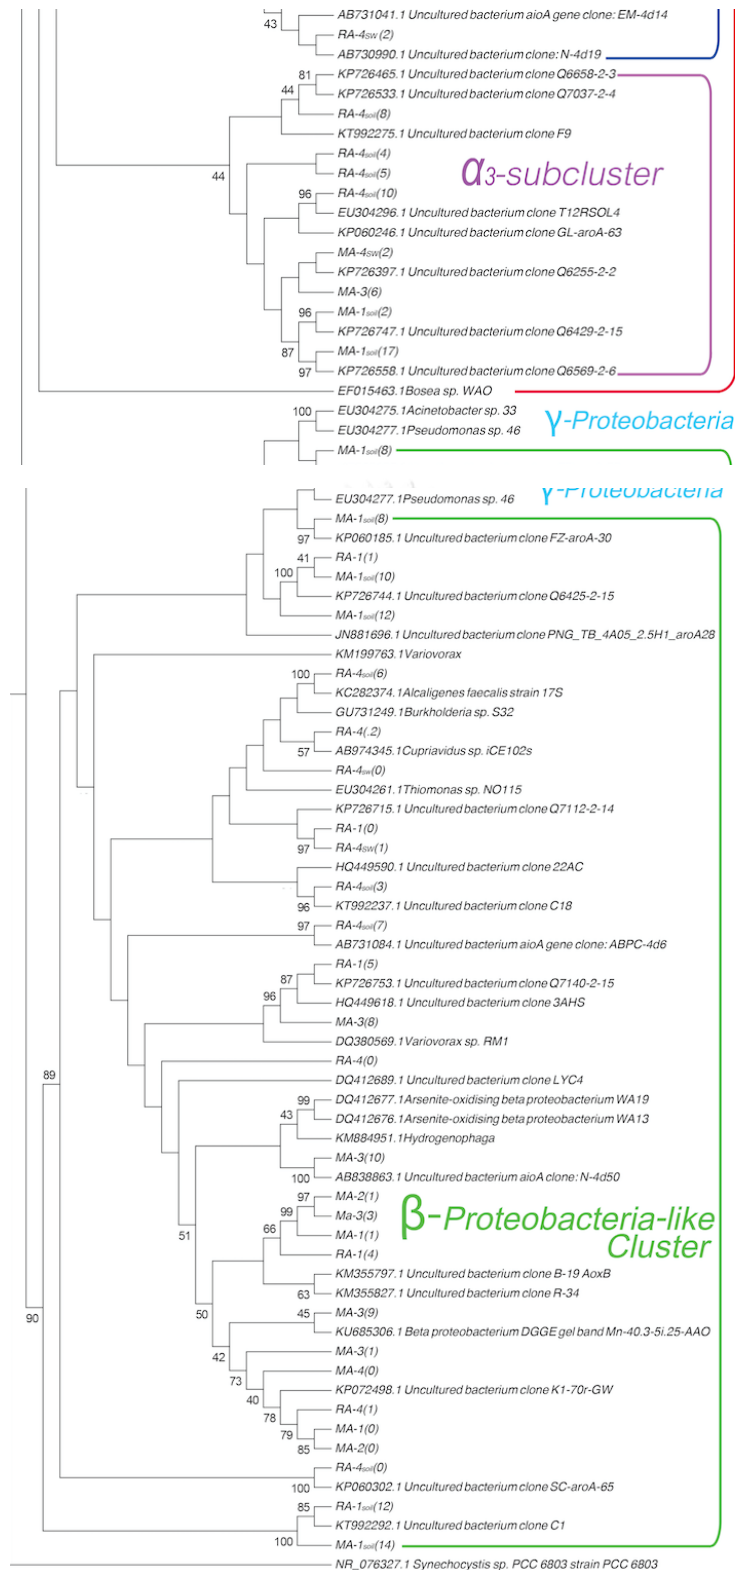 AB731041.1 Uncultured bacterium aioA gene clone: EM-4d14
43
RA-4sw(2)
AB730990.1 Uncultured bacterium clone: N-4d19
81
KP726465.1 Uncultured bacterium clone Q6658-2-3
44
KP726533.1 Uncultured bacterium clone Q7037-2-4
RA-4soil(8)
KT992275.1 Uncultured bacterium clone F9
RA-4soil(4)
44
RA-4soil(5)
α3-subcluster
96
RA-4soil(10)
EU304296.1 Uncultured bacterium clone T12RSOL4
KP060246.1 Uncultured bacterium clone GL-aroA-63
MA-4sw(2)
KP726397.1 Uncultured bacterium clone Q6255-2-2
MA-3(6)
96
MA-1soil(2)
KP726747.1 Uncultured bacterium clone Q6429-2-15
87
MA-1soil(17)
97
KP726558.1 Uncultured bacterium clone Q6569-2-6
EF015463.1Bosea sp. WAO
100
EU304275.1Acinetobacter sp. 33
γ-Proteobacteria
EU304277.1Pseudomonas sp. 46
MA-1soil(8)
γ-Proteobacteria
EU304277.1Pseudomonas sp. 46
MA-1soil(8)
97
KP060185.1 Uncultured bacterium clone FZ-aroA-30
41
RA-1(1)
100
MA-1soil(10)
KP726744.1 Uncultured bacterium clone Q6425-2-15
MA-1soil(12)
JN881696.1 Uncultured bacterium clone PNG_TB_4A05_2.5H1_aroA28
KM199763.1Variovorax
100
RA-4soil(6)
KC282374.1Alcaligenes faecalis strain 17S
GU731249.1Burkholderia sp. S32
RA-4(.2)
57
AB974345.1Cupriavidus sp. iCE102s
RA-4sw(0)
EU304261.1Thiomonas sp. NO115
KP726715.1 Uncultured bacterium clone Q7112-2-14
RA-1(0)
97
RA-4sw(1)
HQ449590.1 Uncultured bacterium clone 22AC
RA-4soil(3)
96
KT992237.1 Uncultured bacterium clone C18
97
RA-4soil(7)
AB731084.1 Uncultured bacterium aioA gene clone: ABPC-4d6
RA-1(5)
87
KP726753.1 Uncultured bacterium clone Q7140-2-15
96
HQ449618.1 Uncultured bacterium clone 3AHS
MA-3(8)
DQ380569.1Variovorax sp. RM1
RA-4(0)
89
DQ412689.1 Uncultured bacterium clone LYC4
99
DQ412677.1Arsenite-oxidising beta proteobacterium WA19
43
DQ412676.1Arsenite-oxidising beta proteobacterium WA13
KM884951.1Hydrogenophaga
MA-3(10)
100
AB838863.1 Uncultured bacterium aioA clone: N-4d50
97
MA-2(1)
99
Ma-3(3)
β-Proteobacteria-like
Cluster
66
MA-1(1)
51
RA-1(4)
KM355797.1 Uncultured bacterium clone B-19 AoxB
63
KM355827.1 Uncultured bacterium clone R-34
50
45
MA-3(9)
90
KU685306.1 Beta proteobacterium DGGE gel band Mn-40.3-5i.25-AAO
42
MA-3(1)
73
MA-4(0)
40
KP072498.1 Uncultured bacterium clone K1-70r-GW
78
RA-4(1)
79
MA-1(0)
85
MA-2(0)
RA-4soil(0)
100
KP060302.1 Uncultured bacterium clone SC-aroA-65
85
RA-1soil(12)
KT992292.1 Uncultured bacterium clone C1
100
MA-1soil(14)
NR_076327.1 Synechocystis sp. PCC 6803 strain PCC 6803